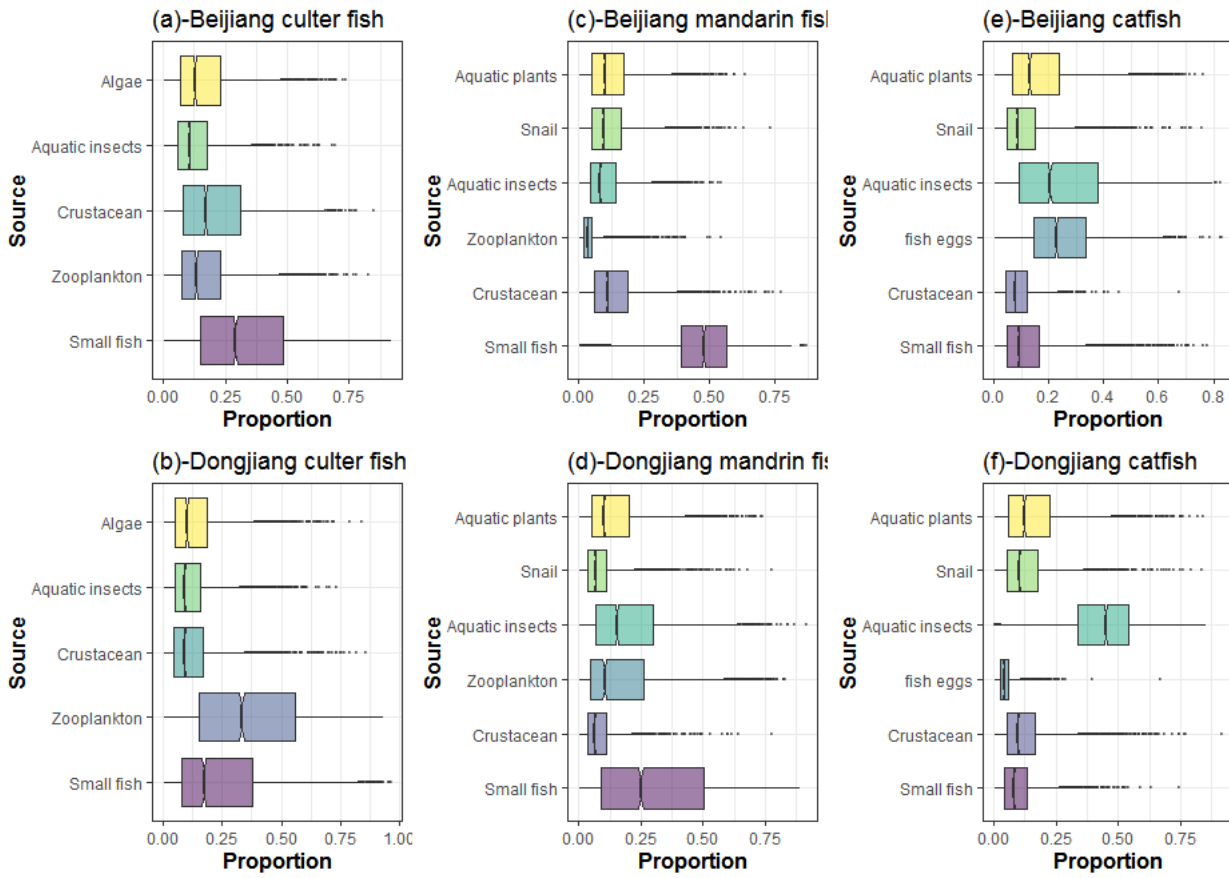 (a)-Beijiang culter fish
Source
Algae
Aquatic insects
Crustacean
Zooplankton
Small fish
0.00 0.25 0.50 0.75
Proportion
(c)-Beijiang mandarin fis
Source
Aquatic plants
Snail
Aquatic insects
Zooplankton
Crustacean
Small fish
0.00 0.25 0.50 0.75
Proportion
(e)-Beijiang catfish
Source
Aquatic plants
Snail
Aquatic insects
fish eggs
Crustacean
Small fish
0.0 0.2 0.4 0.6 0.8
Proportion
(b)-Dongjiang culter fish
Source
Algae
Aquatic insects
Crustacean
Zooplankton
Small fish
0.00 0.25 0.50 0.75 1.00
Proportion
(d)-Dongjiang mandrin fis
Source
Aquatic plants
Snail
Aquatic insects
Zooplankton
Crustacean
Small fish
0.00 0.25 0.50 0.75
Proportion
(f)-Dongjiang catfish
Source
Aquatic plants
Snail
Aquatic insects
fish eggs
Crustacean
Small fish
0.00 0.25 0.50 0.75
Proportion